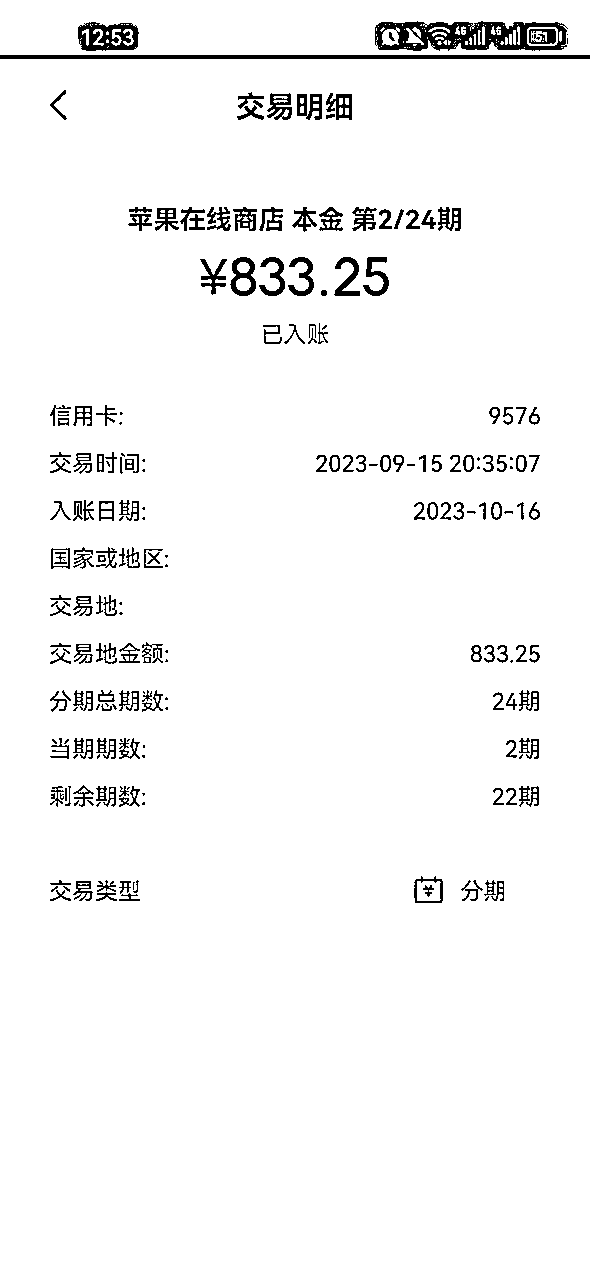 12:53
交易明细
苹果在线商店 本金 第2/24期
¥833.25
已入账
信用卡: 9576
交易时间: 2023-09-15 20:35:07
入账日期: 2023-10-16
国家或地区:
交易地:
交易地金额: 833.25
分期总期数: 24期
当期期数: 2期
剩余期数: 22期
交易类型 分期